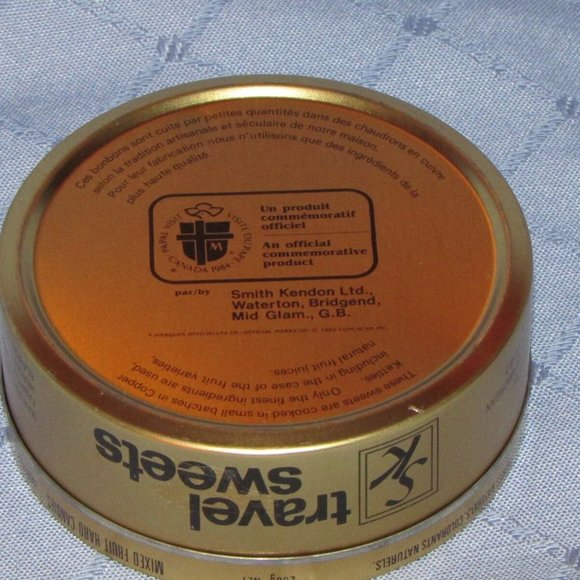 Ces bonbons sont cuits par petites quantités dans des chaudrons en cuivre
selon la tradition artisanale et séculaire de notre maison.
Pour leur fabrication nous n'utilisons que des ingrédients de la
plus haute qualité.
PAPAL VISIT
VISITE DU PAPE
M
CANADA 1984
Un produit
commémoratif
officiel
An official
commemorative
product
par/by
Smith Kendon Ltd.,
Waterton, Bridgend,
Mid Glam., G.B.
These sweets are cooked in small batches in Copper
Kettles. Only the finest ingredients are used,
including in the case of the fruit varieties,
natural fruit juices.
SK
travel
sweets
COLORANTS NATURELS.
MIXED FRUIT HARD CANDIES